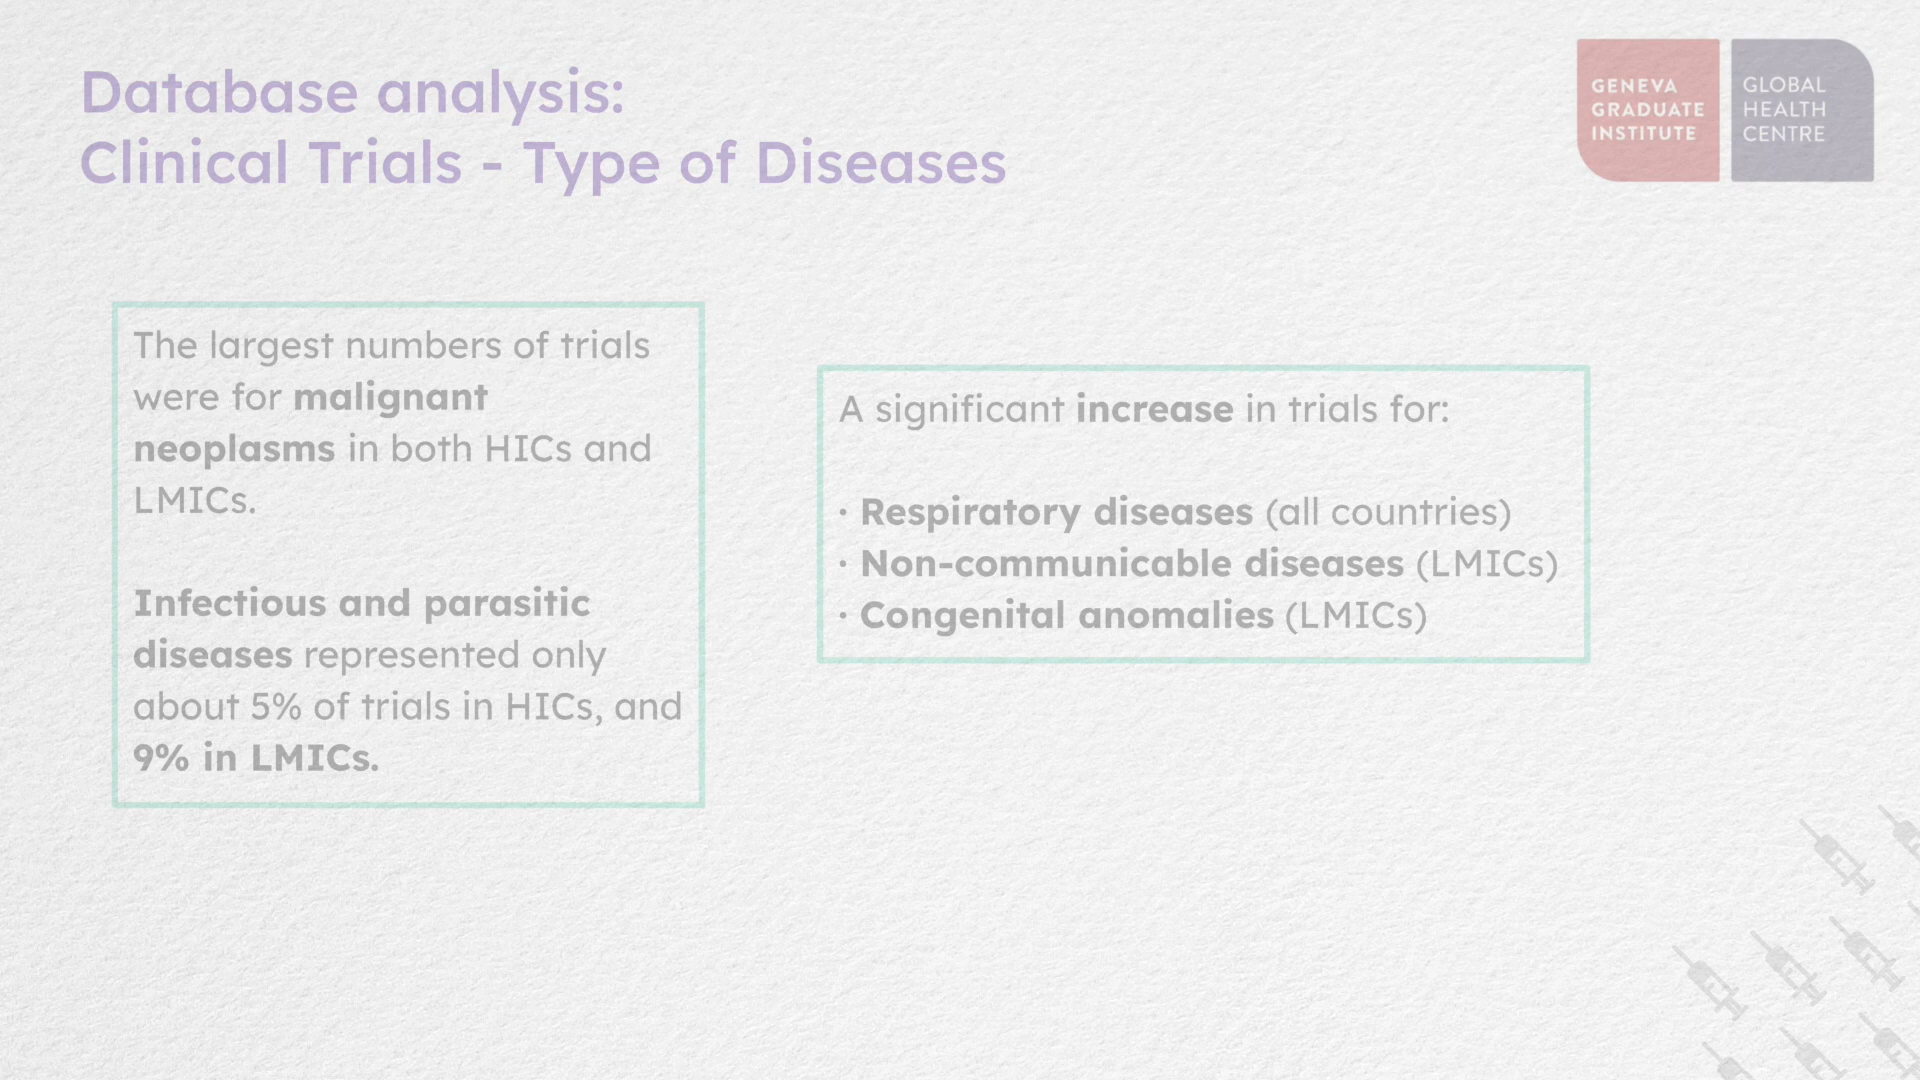 Database analysis:
Clinical Trials - Type of Diseases
GENEVA
GRADUATE
INSTITUTE
GLOBAL
HEALTH
CENTRE
The largest numbers of trials
were for malignant
neoplasms in both HICs and
LMICs.
Infectious and parasitic
diseases represented only
about 5% of trials in HICs, and
9% in LMICs.
A significant increase in trials for:
· Respiratory diseases (all countries)
· Non-communicable diseases (LMICs)
· Congenital anomalies (LMICs)